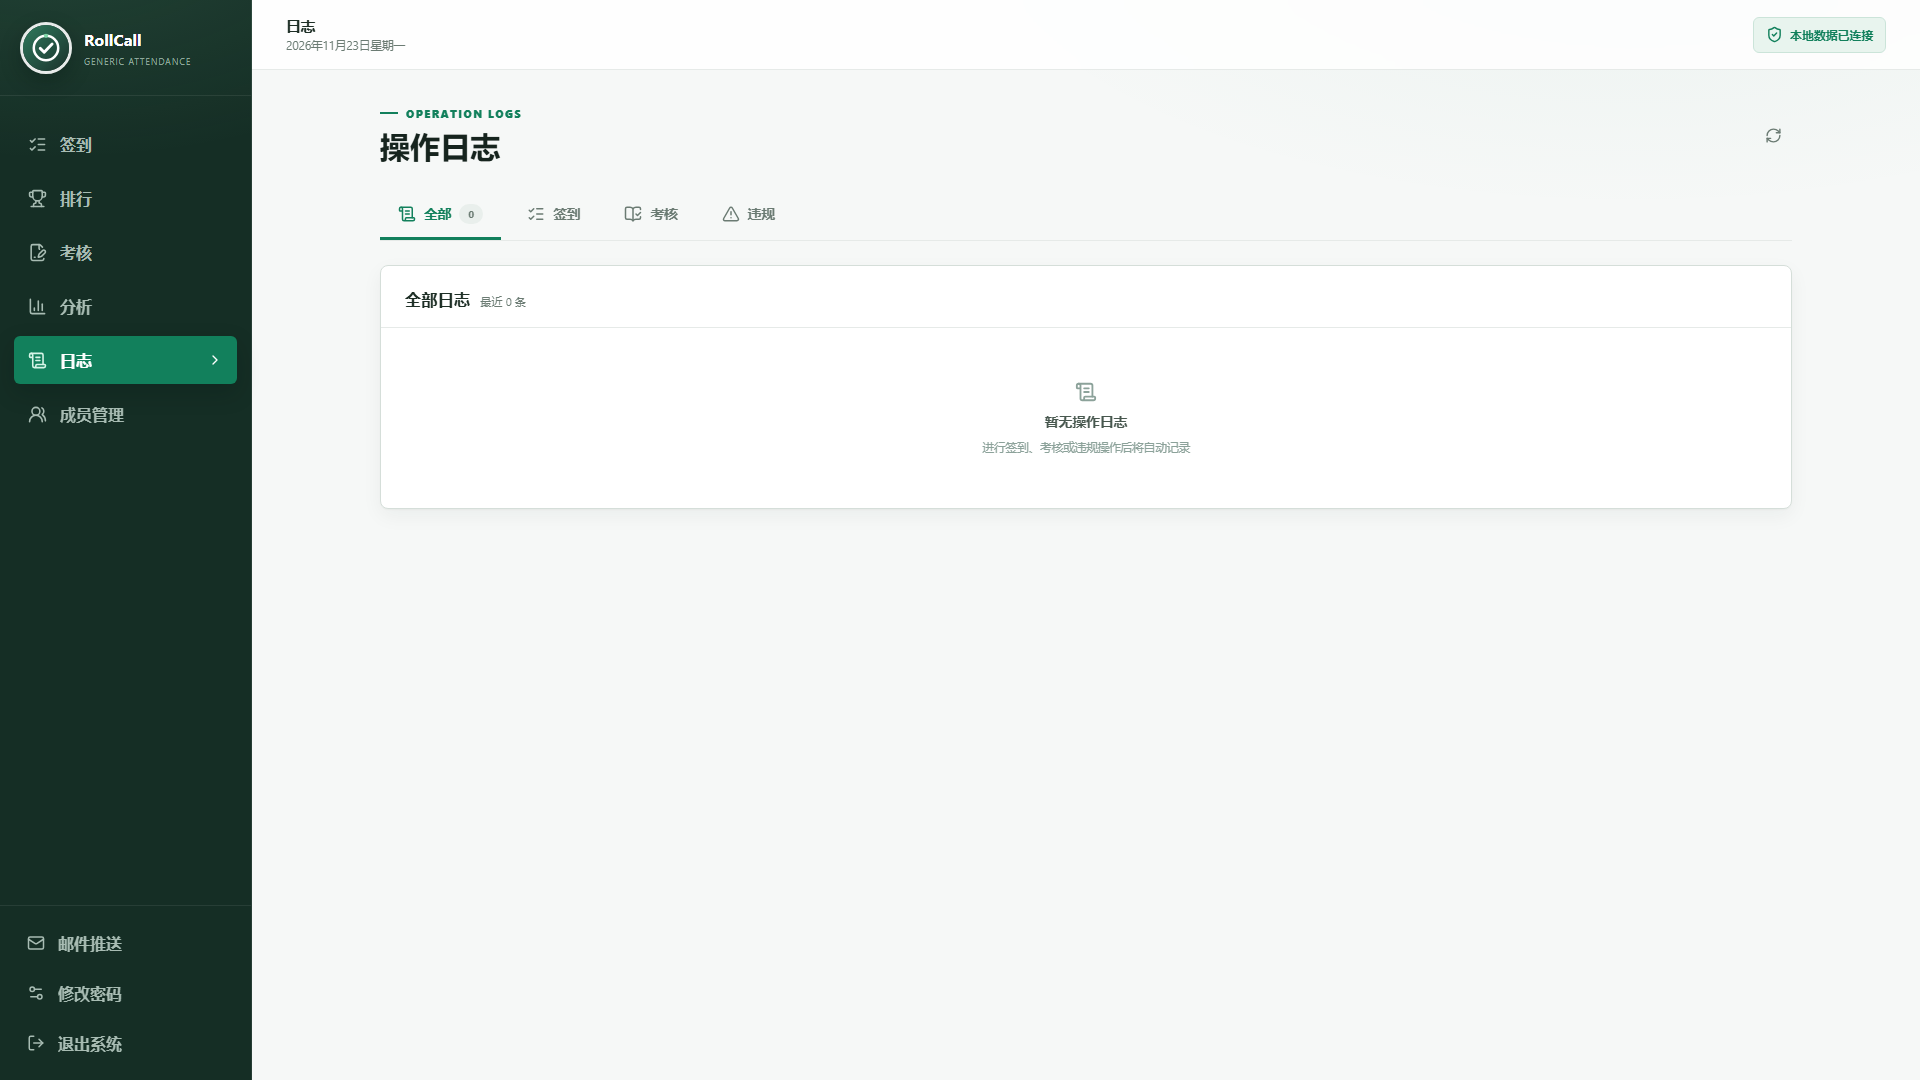 RollCall
GENERIC ATTENDANCE
签到
排行
考核
分析
日志
成员管理
邮件推送
修改密码
退出系统
日志
2026年11月23日星期一
本地数据已连接
OPERATION LOGS
操作日志
全部 0 签到 考核 违规
全部日志 最近 0 条
暂无操作日志
进行签到、考核或违规操作后将自动记录